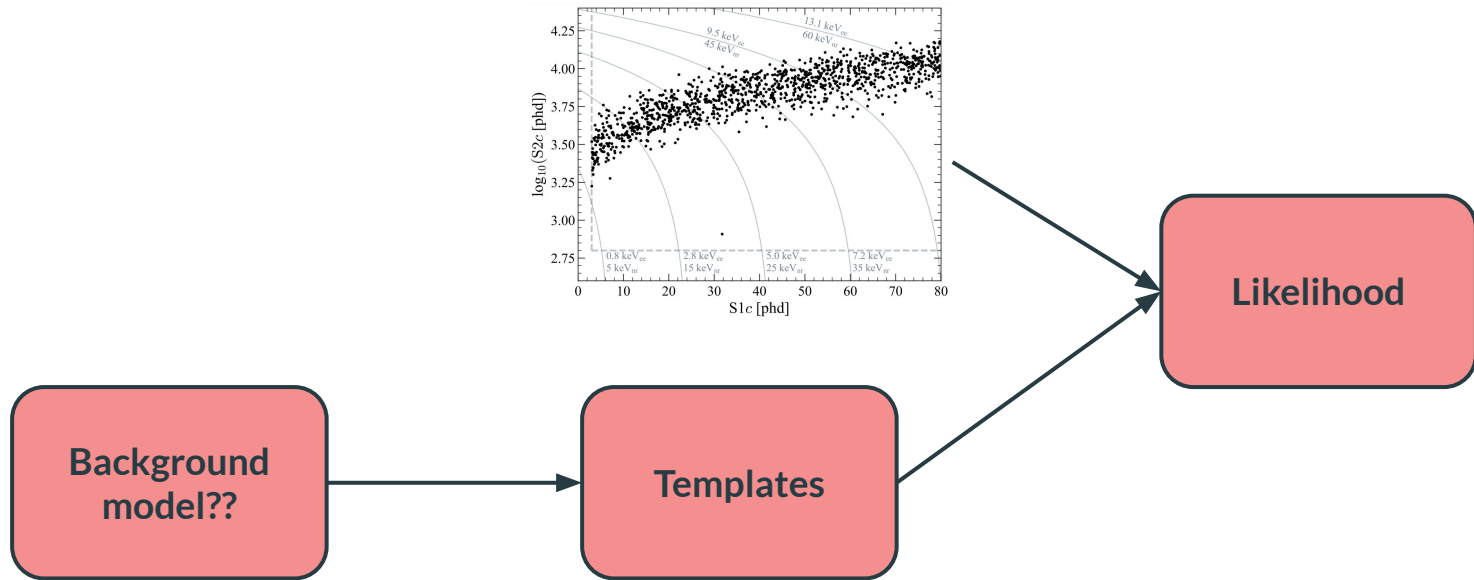 4.25
4.00
3.75
3.50
3.25
3.00
2.75
log₁₀(S2c [phd])
13.1 keVₑₑ
60 keVₙᵣ
9.5 keVₑₑ
45 keVₙᵣ
0.8 keVₑₑ
5 keVₙᵣ
2.8 keVₑₑ
15 keVₙᵣ
5.0 keVₑₑ
25 keVₙᵣ
7.2 keVₑₑ
35 keVₙᵣ
0 10 20 30 40 50 60 70 80
S1c [phd]
Likelihood
Background
model??
Templates